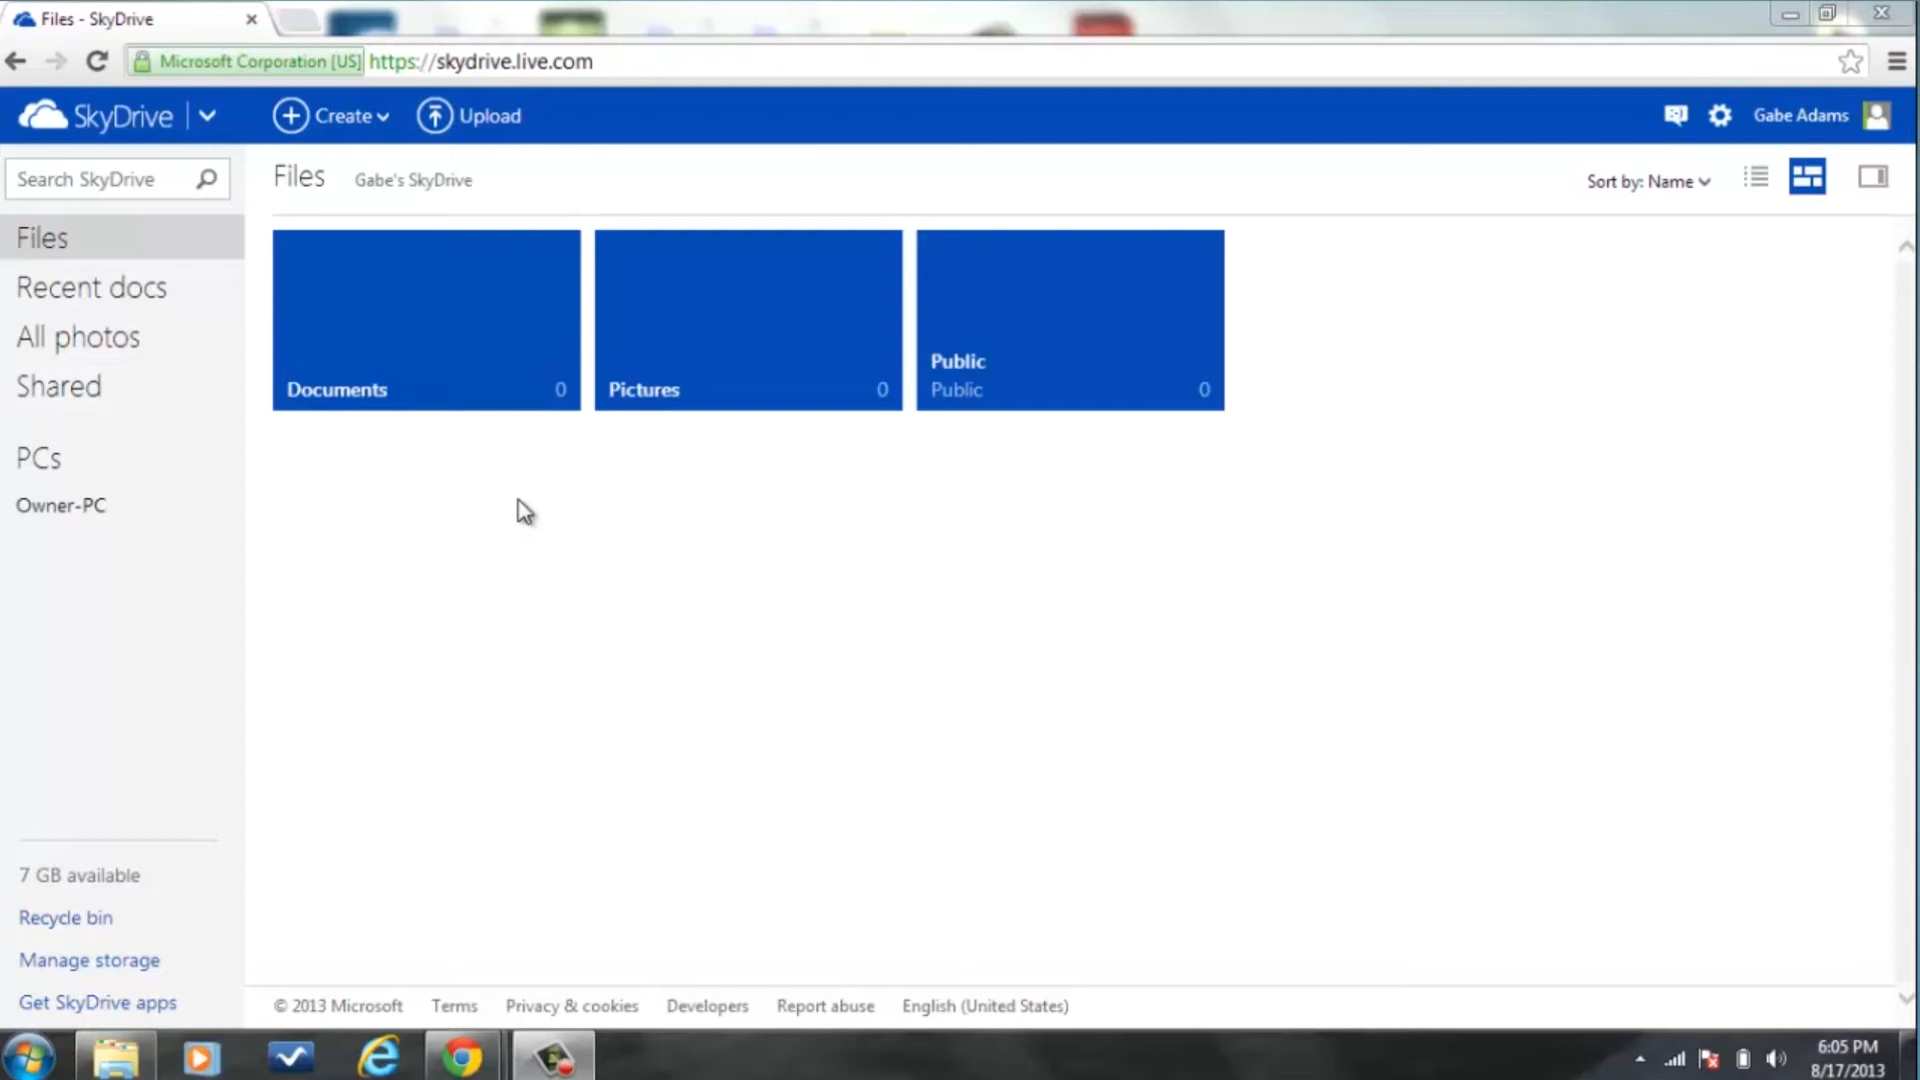 Files - SkyDrive
Microsoft Corporation [US] https://skydrive.live.com
SkyDrive Create Upload Gabe Adams
Search SkyDrive
Files Gabe's SkyDrive Sort by: Name
Files
Recent docs
All photos
Shared
PCs
Owner-PC
Documents 0
Pictures 0
Public
Public 0
7 GB available
Recycle bin
Manage storage
Get SkyDrive apps
© 2013 Microsoft Terms Privacy & cookies Developers Report abuse English (United States)
6:05 PM
8/17/2013